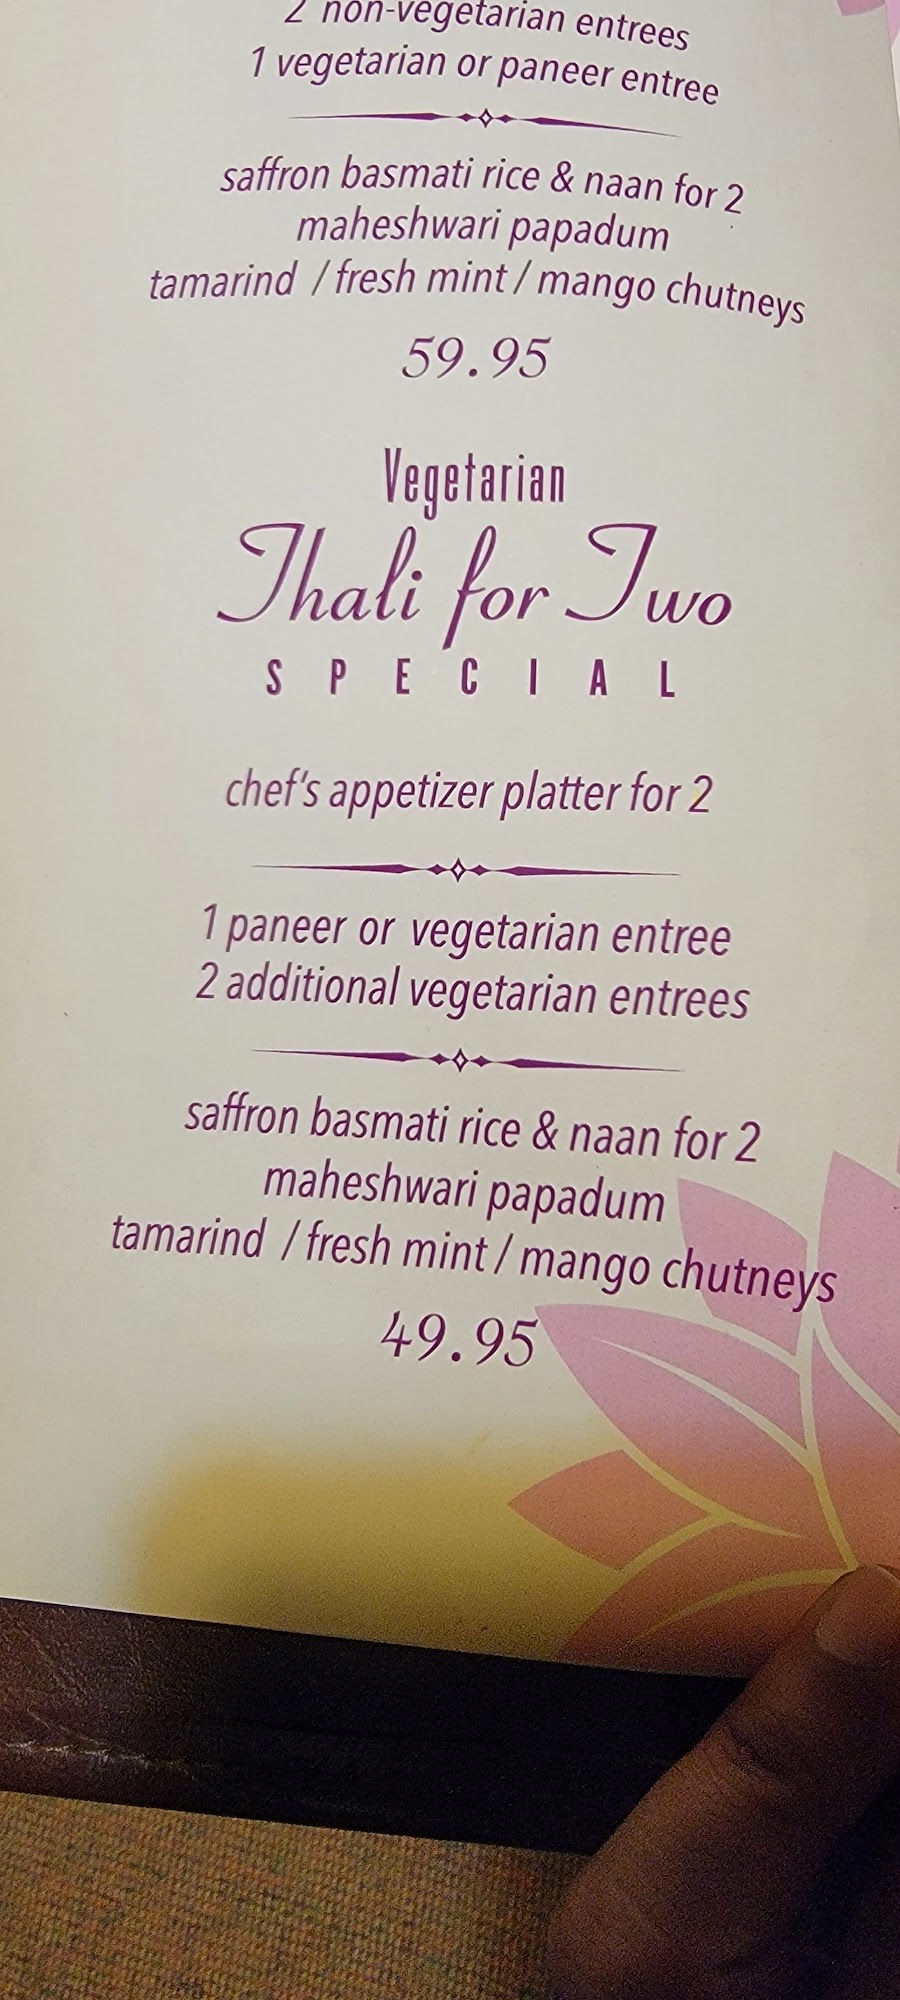 2 non-vegetarian entrees
1 vegetarian or paneer entree
saffron basmati rice & naan for 2
maheshwari papadum
tamarind / fresh mint / mango chutneys
59.95
Vegetarian
Thali for Two
SPECIAL
chef's appetizer platter for 2
1 paneer or vegetarian entree
2 additional vegetarian entrees
saffron basmati rice & naan for 2
maheshwari papadum
tamarind / fresh mint / mango chutneys
49.95